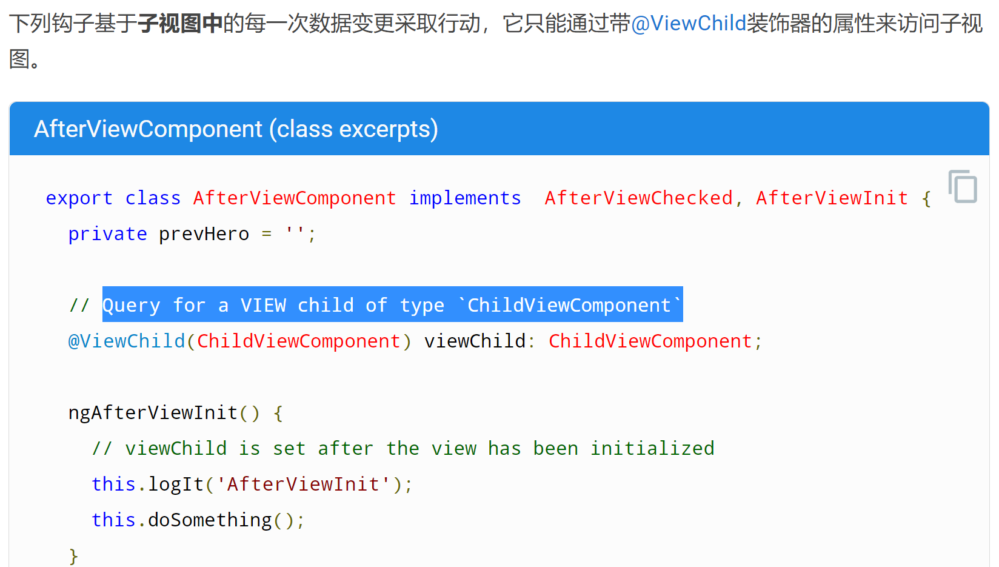 下列钩子基于子视图中的每一次数据变更采取行动，它只能通过带@ViewChild装饰器的属性来访问子视
图。
AfterViewComponent (class excerpts)
export class AfterViewComponent implements  AfterViewChecked, AfterViewInit {
  private prevHero = '';
  // Query for a VIEW child of type `ChildViewComponent`
  @ViewChild(ChildViewComponent) viewChild: ChildViewComponent;
  ngAfterViewInit() {
    // viewChild is set after the view has been initialized
    this.logIt('AfterViewInit');
    this.doSomething();
  }